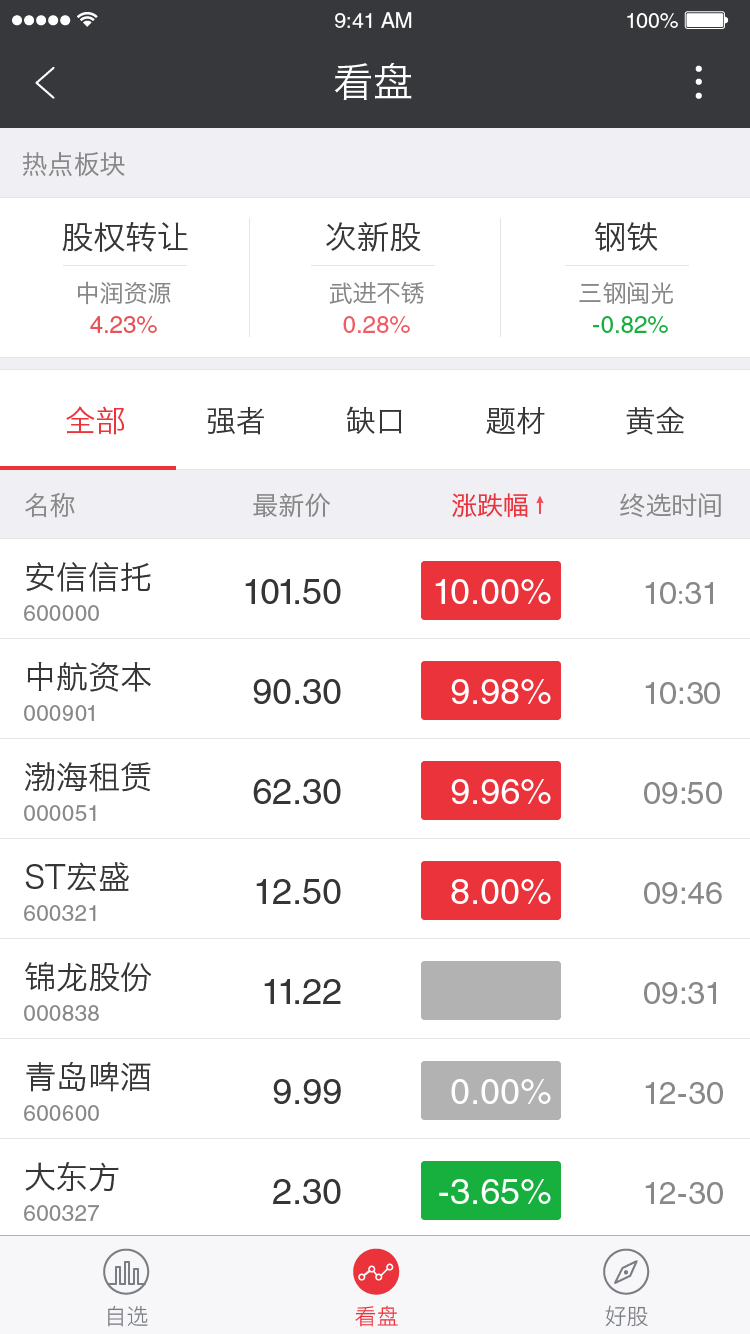 9:41 AM 100%
看盘
热点板块
股权转让 次新股 钢铁
中润资源 武进不锈 三钢闽光
4.23% 0.28% -0.82%
全部 强者 缺口 题材 黄金
名称 最新价 涨跌幅 终选时间
安信信托 101.50 10.00% 10:31
600000
中航资本 90.30 9.98% 10:30
000901
渤海租赁 62.30 9.96% 09:50
000051
ST宏盛 12.50 8.00% 09:46
600321
锦龙股份 11.22 09:31
000838
青岛啤酒 9.99 0.00% 12-30
600600
大东方 2.30 -3.65% 12-30
600327
自选 看盘 好股